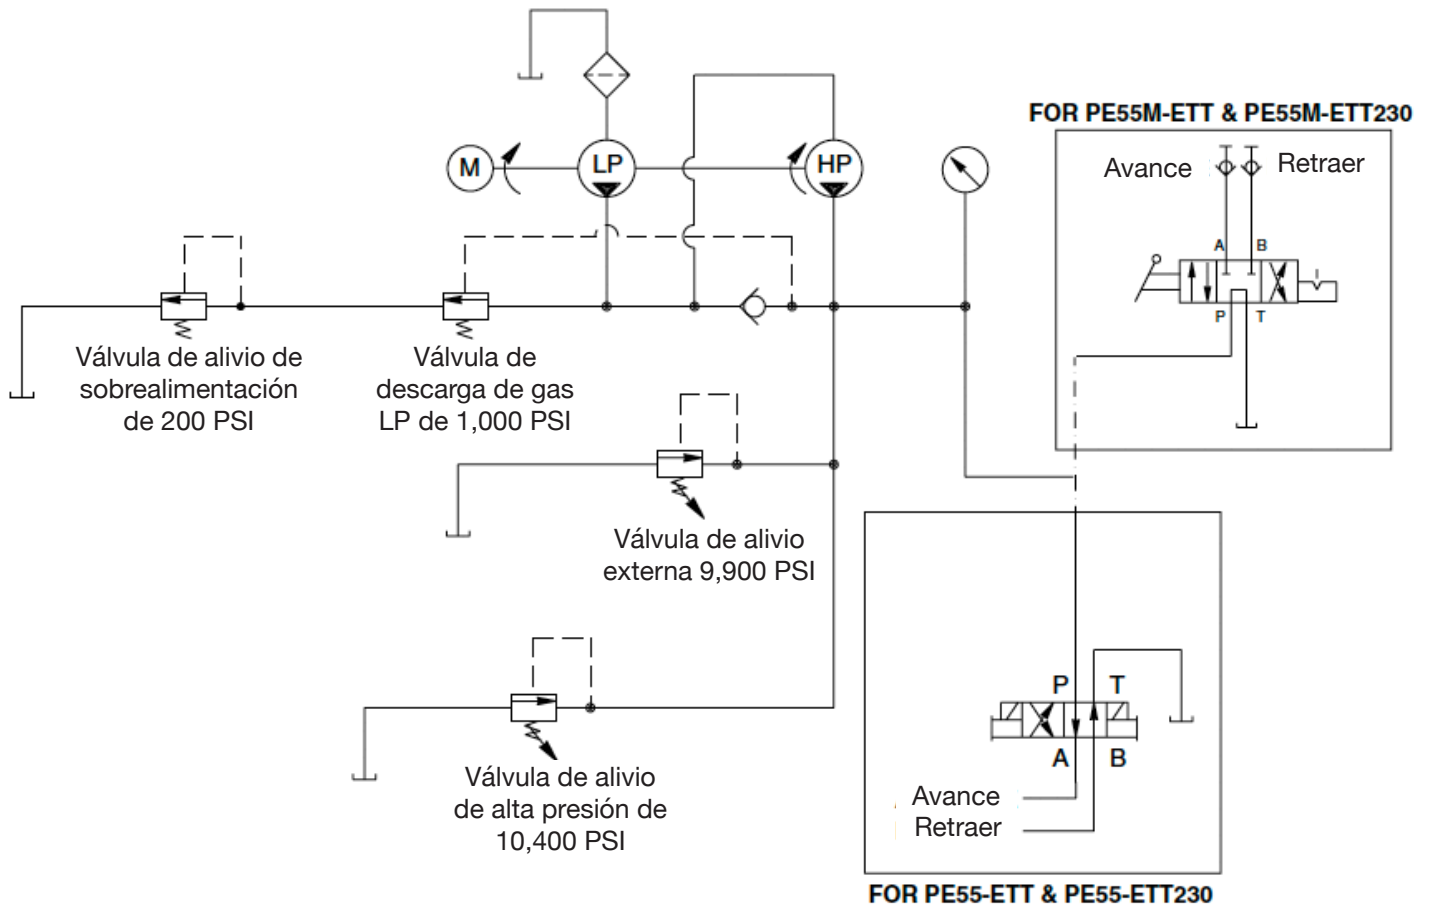 FOR PE55M-ETT & PE55M-ETT230
Avance
Retraer
M
LP
HP
A
B
P
T
Válvula de alivio de
sobrealimentación
de 200 PSI
Válvula de
descarga de gas
LP de 1,000 PSI
Válvula de alivio
externa 9,900 PSI
P
T
A
B
Avance
Retraer
Válvula de alivio
de alta presión de
10,400 PSI
FOR PE55-ETT & PE55-ETT230